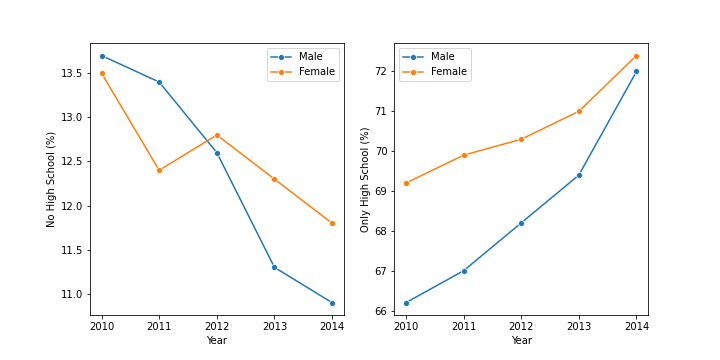 No High School (%)
13.5
13.0
12.5
12.0
11.5
11.0
2010 2011 2012 2013 2014
Year
Male
Female
Only High School (%)
72
71
70
69
68
67
66
2010 2011 2012 2013 2014
Year
Male
Female